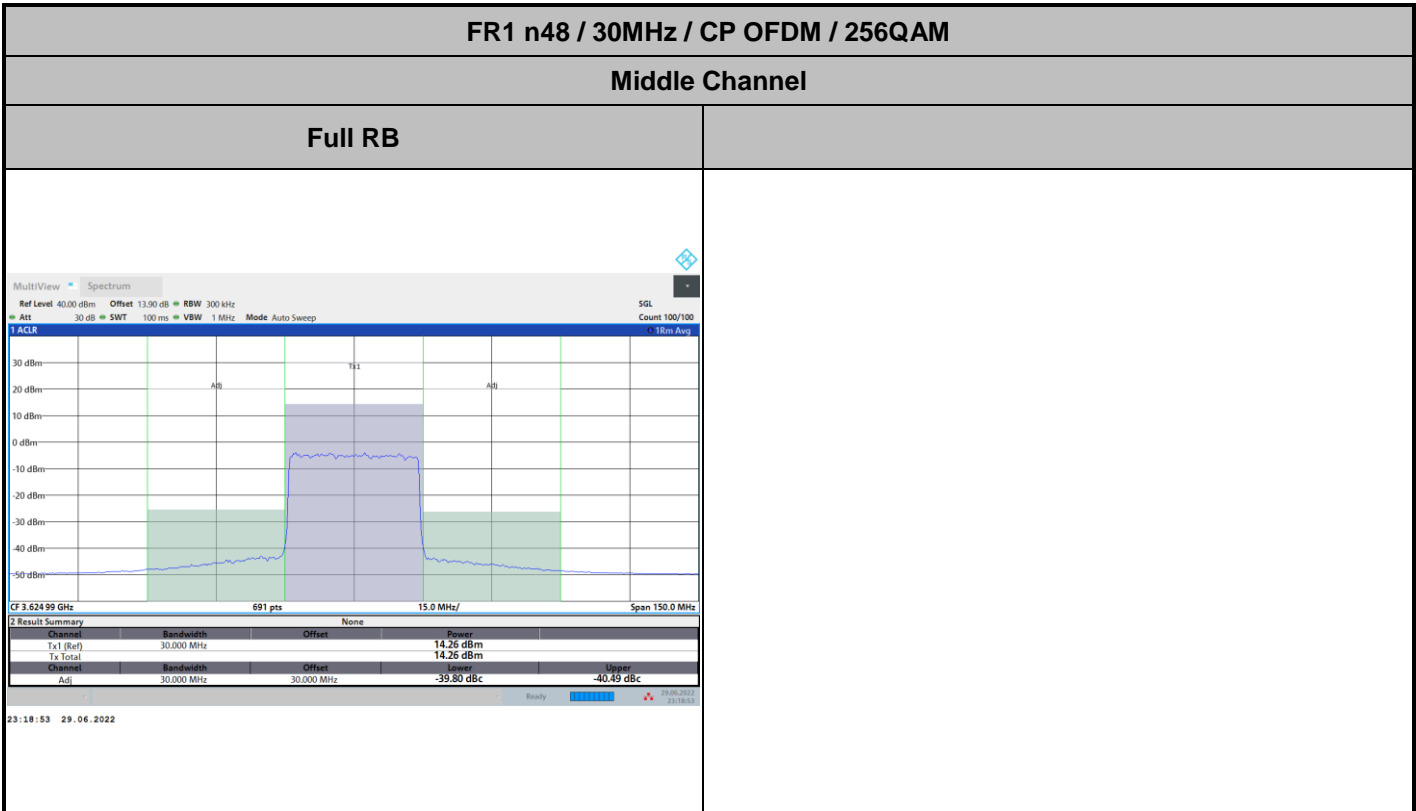 FR1 n48 / 30MHz / CP OFDM / 256QAM
Middle Channel
Full RB
MultiView Spectrum
Ref Level 40.00 dBm Offset 13.90 dB RBW 300 kHz SGL
Att 30 dB SWT 100 ms VBW 1 MHz Mode Auto Sweep Count 100/100
1 ACLR 1Rm Avg
30 dBm
Tx1
20 dBm Adj Adj
10 dBm
0 dBm
-10 dBm
-20 dBm
-30 dBm
-40 dBm
-50 dBm
CF 3.624 99 GHz 691 pts 15.0 MHz/ Span 150.0 MHz
2 Result Summary None
Channel Bandwidth Offset Power
Tx1 (Ref) 30.000 MHz 14.26 dBm
Tx Total 14.26 dBm
Channel Bandwidth Offset Lower Upper
Adj 30.000 MHz 30.000 MHz -39.80 dBc -40.49 dBc
Ready 29.06.2022
23:18:53
23:18:53 29.06.2022